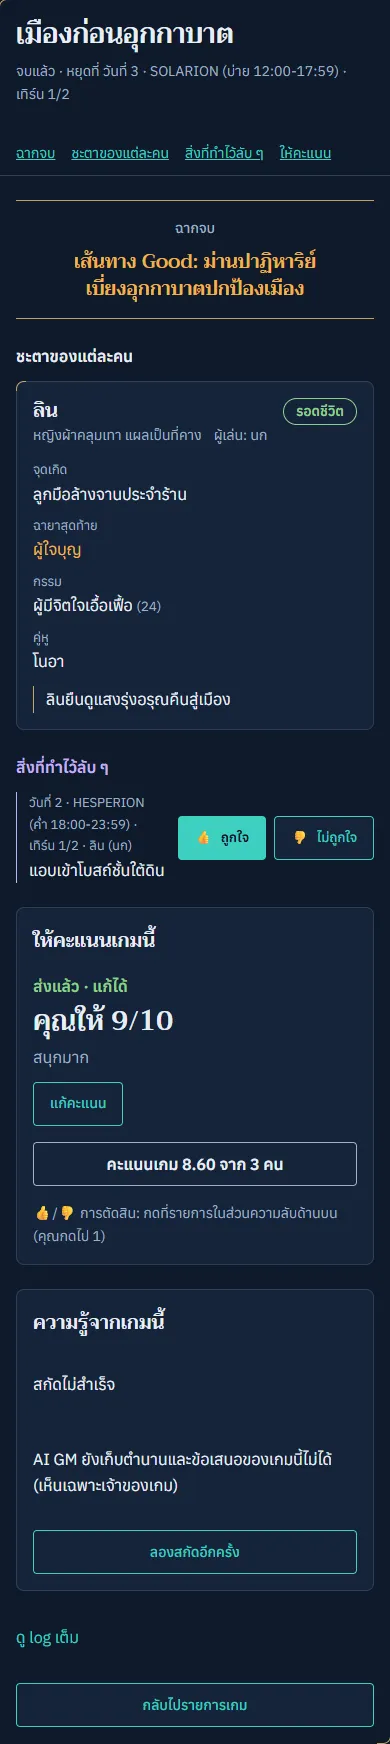 เมืองก่อนอุกกาบาต
จบแล้ว · หยุดที่ วันที่ 3 · SOLARION (บ่าย 12:00-17:59) ·
เทิร์น 1/2
ฉากจบ ชะตาของแต่ละคน สิ่งที่ทำไว้ลับ ๆ ให้คะแนน
ฉากจบ
เส้นทาง Good: ม่านปาฏิหาริย์
เบี่ยงอุกกาบาตปกป้องเมือง
ชะตาของแต่ละคน
ลิน
รอดชีวิต
หญิงผ้าคลุมเทา แผลเป็นที่คาง ผู้เล่น: นก
จุดเกิด
ลูกมือล้างจานประจำร้าน
ฉายาสุดท้าย
ผู้ใจบุญ
กรรม
ผู้มีจิตใจเอื้อเฟื้อ (24)
คู่หู
โนอา
ลินยืนดูแสงรุ่งอรุณคืนสู่เมือง
สิ่งที่ทำไว้ลับ ๆ
วันที่ 2 · HESPERION
(ค่ำ 18:00-23:59) ·
เทิร์น 1/2 · ลิน (นก)
แอบเข้าโบสถ์ชั้นใต้ดิน
👍 ถูกใจ
👎 ไม่ถูกใจ
ให้คะแนนเกมนี้
ส่งแล้ว · แก้ได้
คุณให้ 9/10
สนุกมาก
แก้คะแนน
คะแนนเกม 8.60 จาก 3 คน
👍/👎 การตัดสิน: กดที่รายการในส่วนความลับด้านบน
(คุณกดไป 1)
ความรู้จากเกมนี้
สกัดไม่สำเร็จ
AI GM ยังเก็บตำนานและข้อเสนอของเกมนี้ไม่ได้
(เห็นเฉพาะเจ้าของเกม)
ลองสกัดอีกครั้ง
ดู log เต็ม
กลับไปรายการเกม